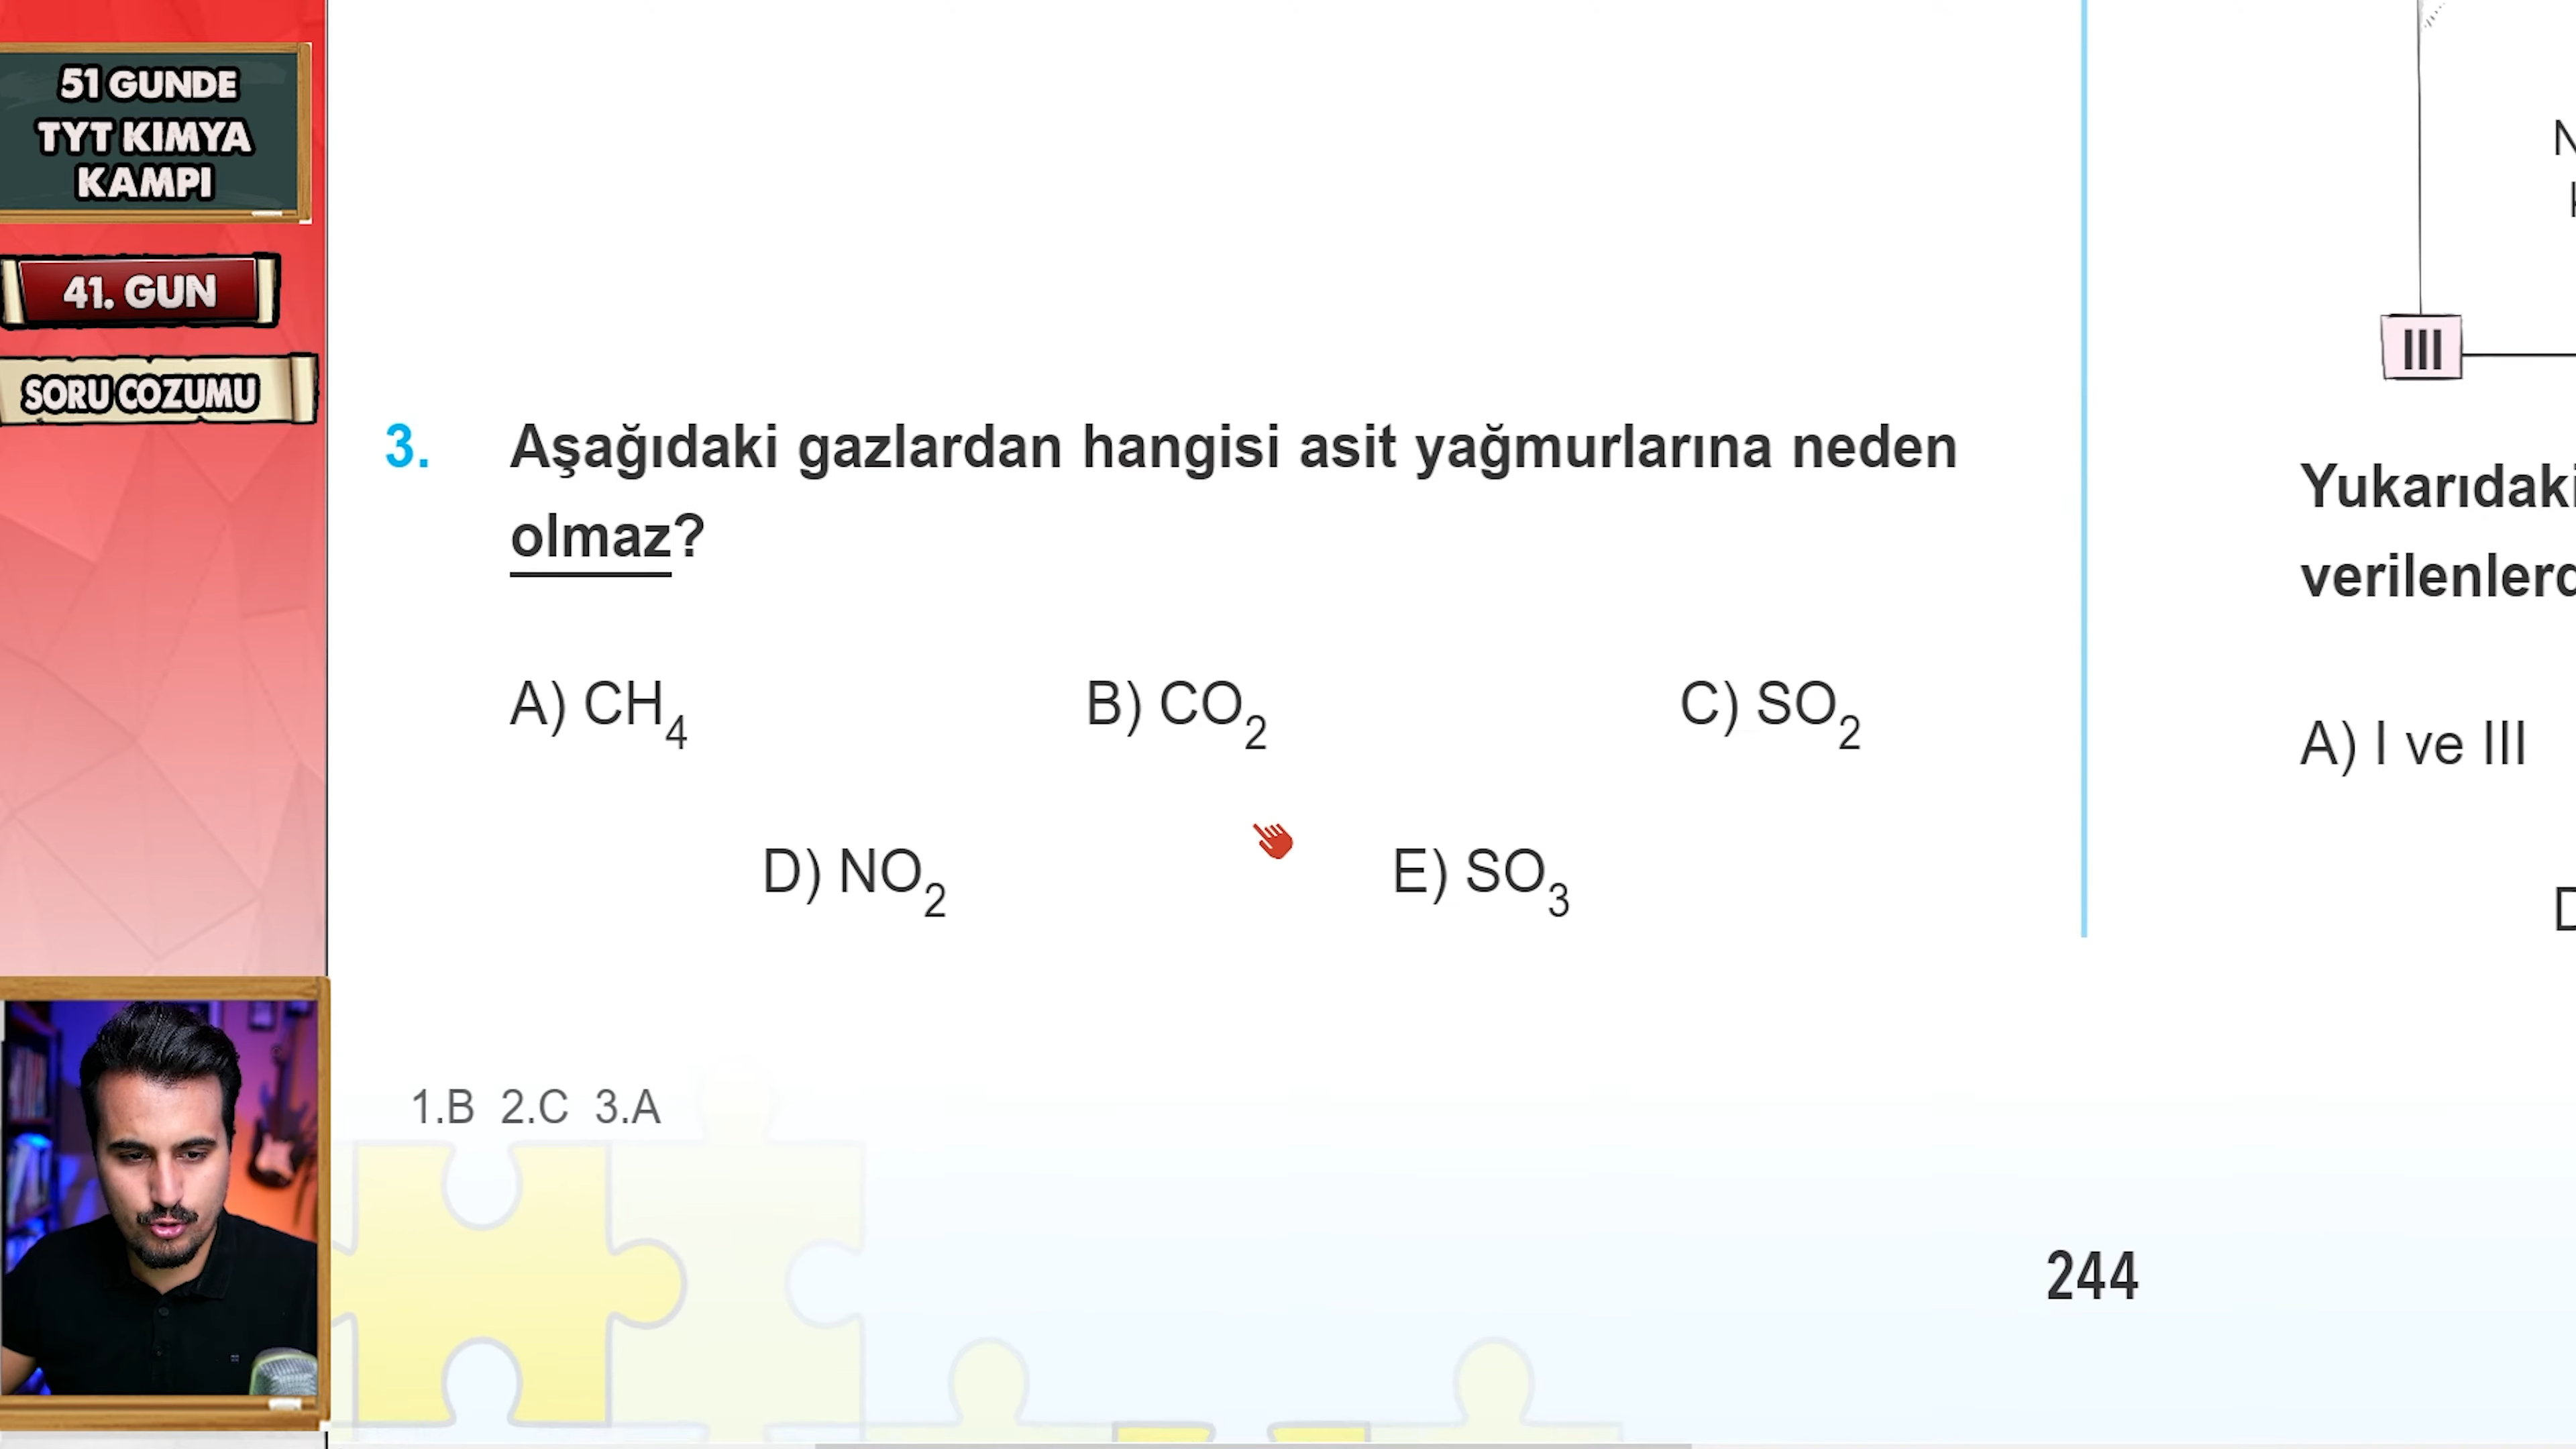 51 GUNDE
TYT KIMYA
KAMPI
41. GUN
SORU COZUMU
3. Aşağıdaki gazlardan hangisi asit yağmurlarına neden
olmaz?
A) CH₄ B) CO₂ C) SO₂
D) NO₂ E) SO₃
1.B 2.C 3.A
III
Yukarıdaki
A) I ve III
244